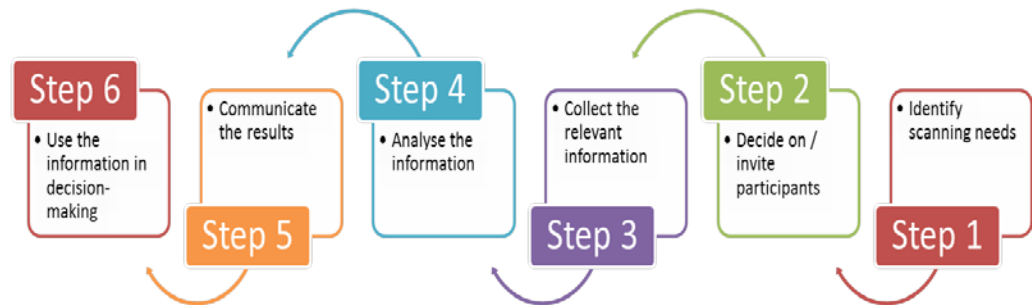 Step 6
• Use the
information in
decision-
making
• Communicate
the results
Step 5
Step 4
• Analyse the
information
• Collect the
relevant
information
Step 3
Step 2
• Decide on /
invite
participants
• Identify
scanning needs
Step 1